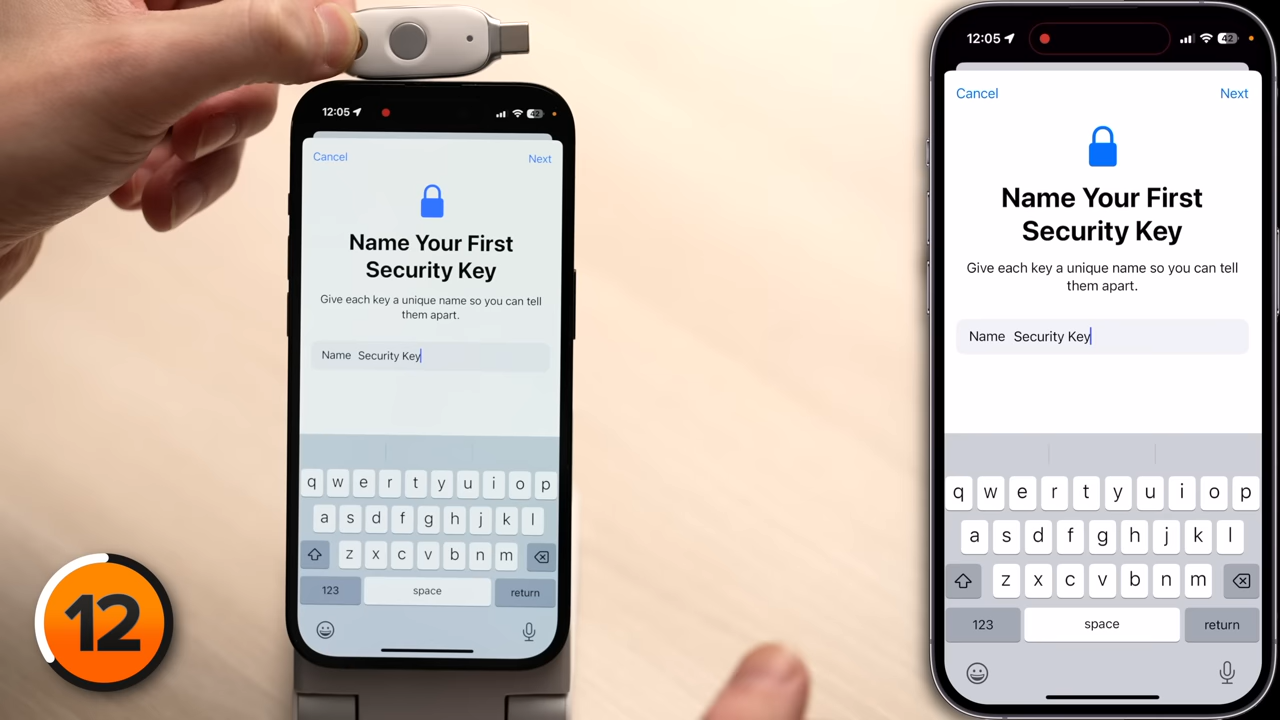 12:05
42
Cancel
Next
Name Your First
Security Key
Give each key a unique name so you can tell
them apart.
Name Security Key
q w e r t y u i o p
a s d f g h j k l
z x c v b n m
123
space
return
12
12:05
42
Cancel
Next
Name Your First
Security Key
Give each key a unique name so you can tell
them apart.
Name Security Key
q w e r t y u i o p
a s d f g h j k l
z x c v b n m
123
space
return